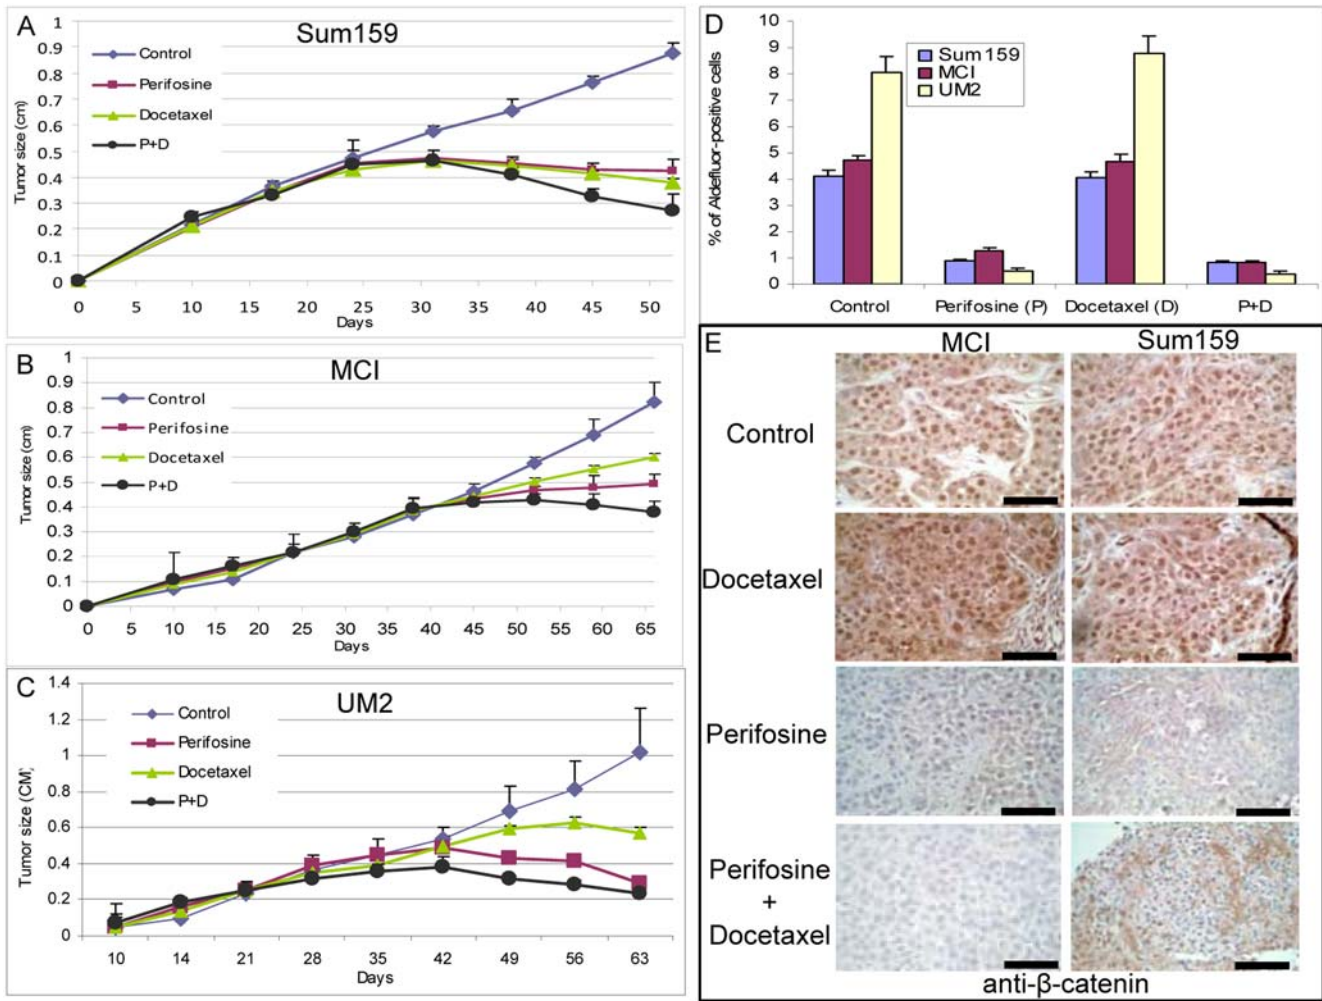 A
Sum159
Control
Perifosine
Docetaxel
P+D
Tumor size (cm)
1
0.9
0.8
0.7
0.6
0.5
0.4
0.3
0.2
0.1
0
0 5 10 15 20 25 30 35 40 45 50
Days
B
MCI
Control
Perifosine
Docetaxel
P+D
Tumor size (cm)
1
0.9
0.8
0.7
0.6
0.5
0.4
0.3
0.2
0.1
0
0 5 10 15 20 25 30 35 40 45 50 55 60 65
Days
C
UM2
Control
Perifosine
Docetaxel
P+D
Tumor size (CM)
1.4
1.2
1
0.8
0.6
0.4
0.2
0
10 14 21 28 35 42 49 56 63
Days
D
Sum159
MCI
UM2
% of Aldefluor-positive cells
10
9
8
7
6
5
4
3
2
1
0
Control Perifosine (P) Docetaxel (D) P+D
E
MCI Sum159
Control
Docetaxel
Perifosine
Perifosine
+
Docetaxel
anti-β-catenin